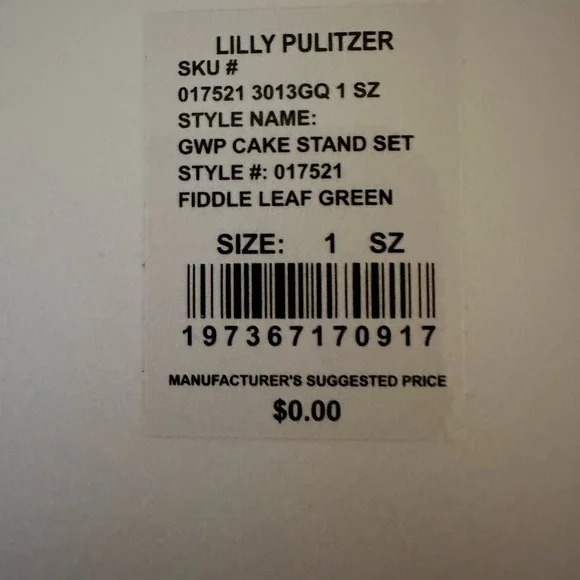 LILLY PULITZER
SKU #
017521 3013GQ 1 SZ
STYLE NAME:
GWP CAKE STAND SET
STYLE #: 017521
FIDDLE LEAF GREEN
SIZE: 1 SZ
197367170917
MANUFACTURER'S SUGGESTED PRICE
$0.00